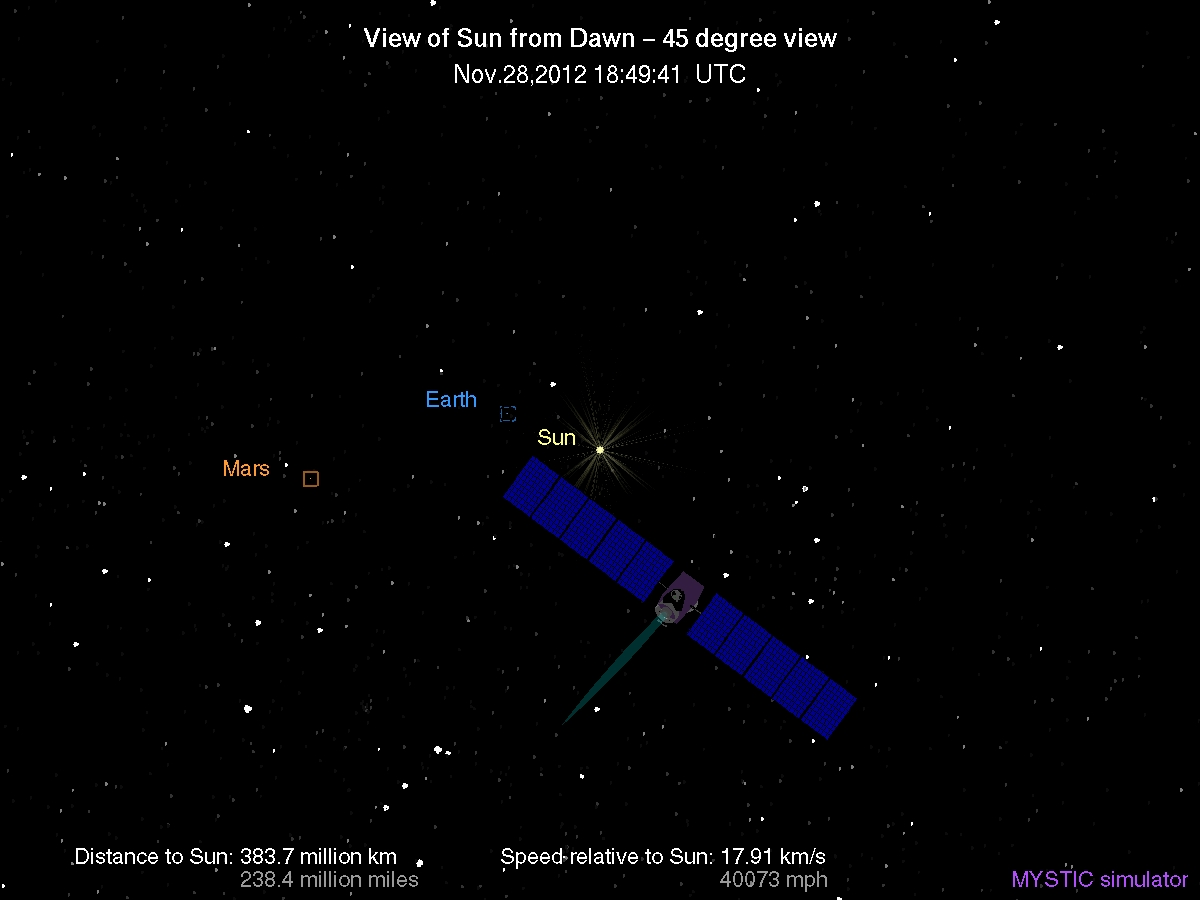 View of Sun from Dawn – 45 degree view
Nov.28,2012 18:49:41 UTC
Earth
Sun
Mars
Distance to Sun: 383.7 million km
238.4 million miles
Speed relative to Sun: 17.91 km/s
40073 mph
MYSTIC simulator